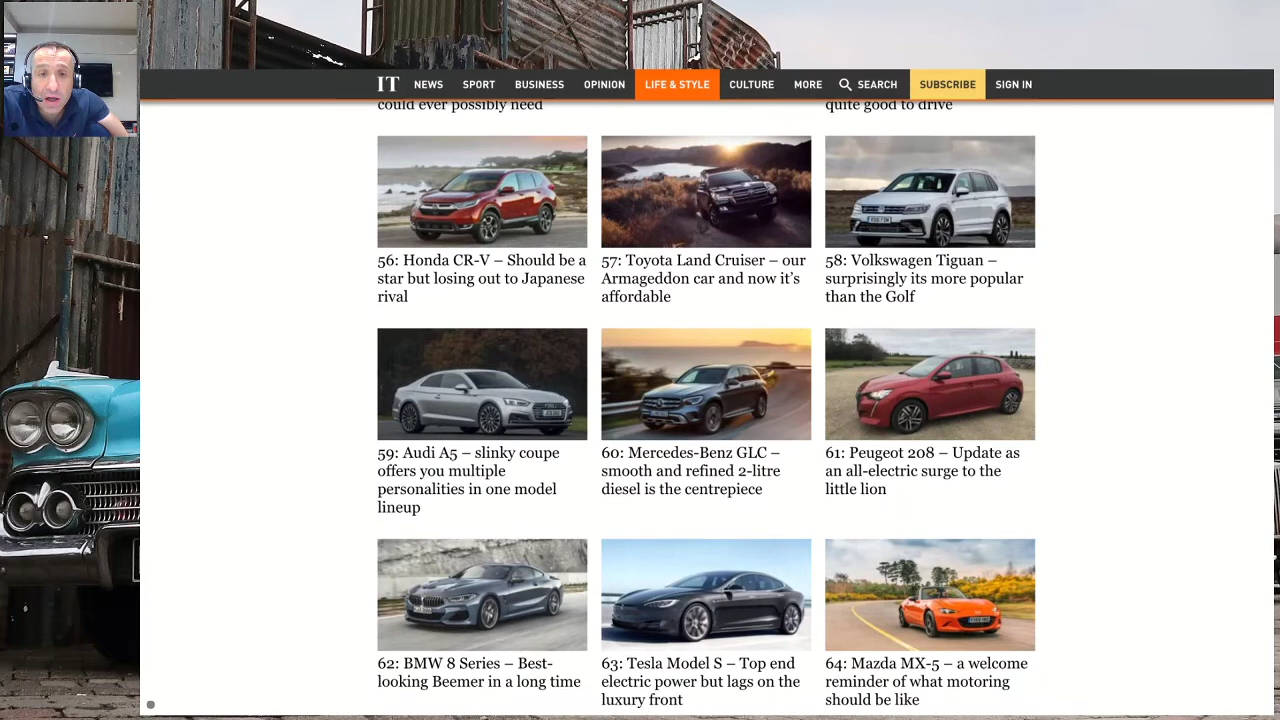 IT NEWS SPORT BUSINESS OPINION LIFE & STYLE CULTURE MORE SEARCH SUBSCRIBE SIGN IN
could ever possibly need
quite good to drive
56: Honda CR-V – Should be a
star but losing out to Japanese
rival
57: Toyota Land Cruiser – our
Armageddon car and now it's
affordable
58: Volkswagen Tiguan –
surprisingly its more popular
than the Golf
59: Audi A5 – slinky coupe
offers you multiple
personalities in one model
lineup
60: Mercedes-Benz GLC –
smooth and refined 2-litre
diesel is the centrepiece
61: Peugeot 208 – Update as
an all-electric surge to the
little lion
62: BMW 8 Series – Best-
looking Beemer in a long time
63: Tesla Model S – Top end
electric power but lags on the
luxury front
64: Mazda MX-5 – a welcome
reminder of what motoring
should be like